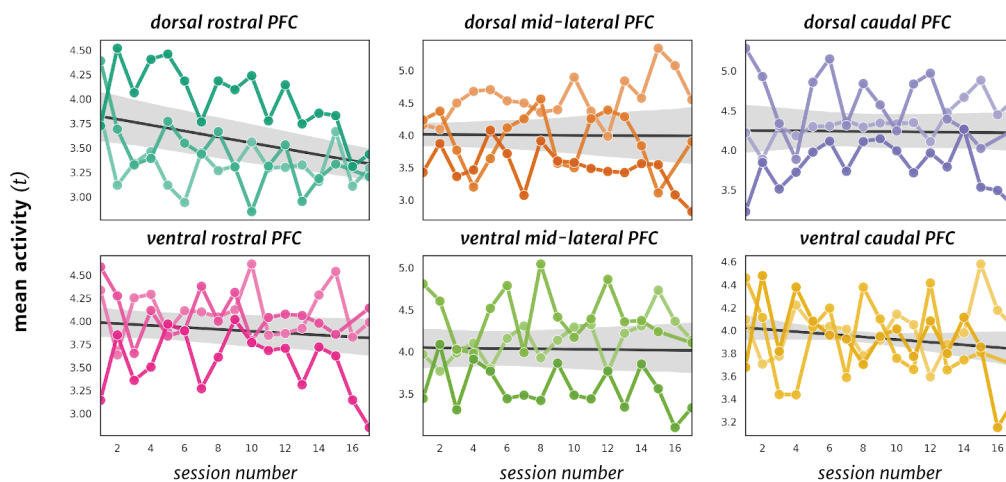 dorsal rostral PFC
dorsal mid-lateral PFC
dorsal caudal PFC
4.50
4.25
4.00
3.75
3.50
3.25
3.00
5.0
4.5
4.0
3.5
3.0
5.0
4.5
4.0
3.5
mean activity (t)
ventral rostral PFC
ventral mid-lateral PFC
ventral caudal PFC
4.50
4.25
4.00
3.75
3.50
3.25
3.00
5.0
4.5
4.0
3.5
4.6
4.4
4.2
4.0
3.8
3.6
3.4
3.2
2 4 6 8 10 12 14 16
2 4 6 8 10 12 14 16
2 4 6 8 10 12 14 16
session number
session number
session number